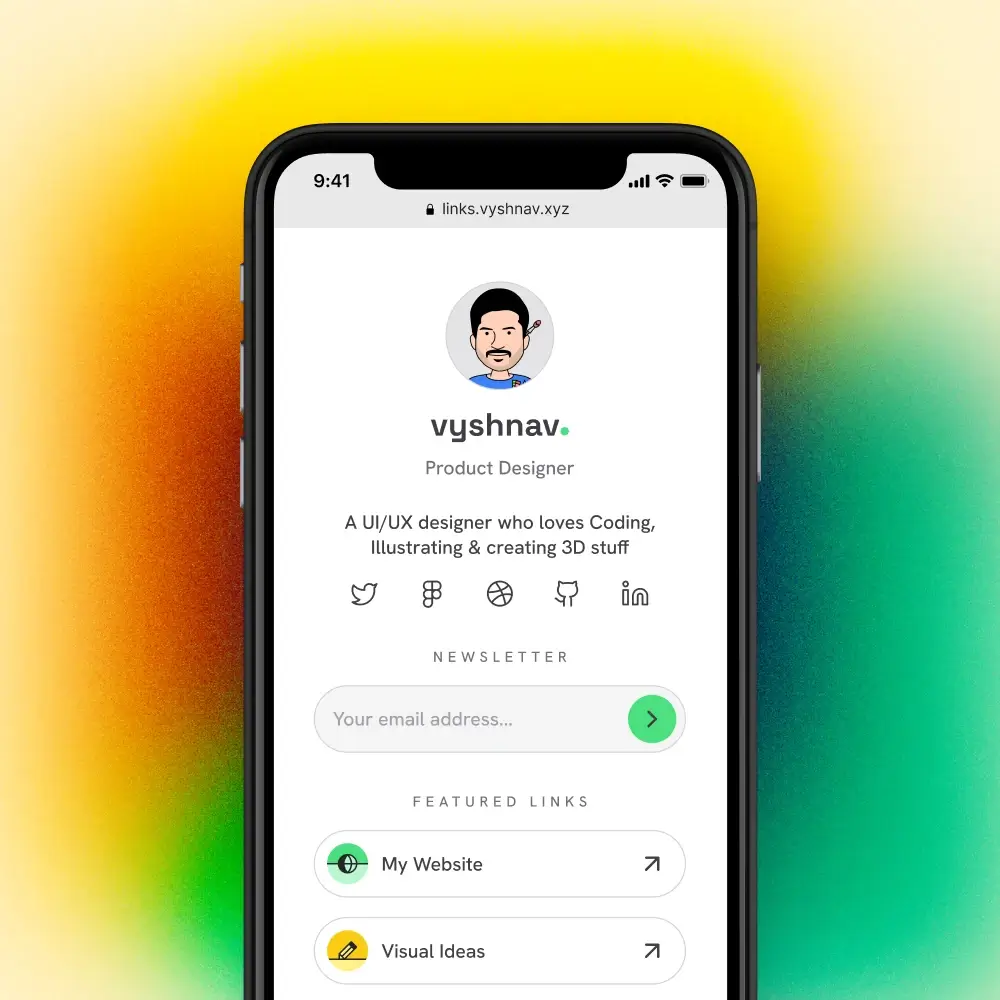 9:41
links.vyshnav.xyz
vyshnav.
Product Designer
A UI/UX designer who loves Coding,
Illustrating & creating 3D stuff
NEWSLETTER
Your email address...
FEATURED LINKS
My Website
Visual Ideas